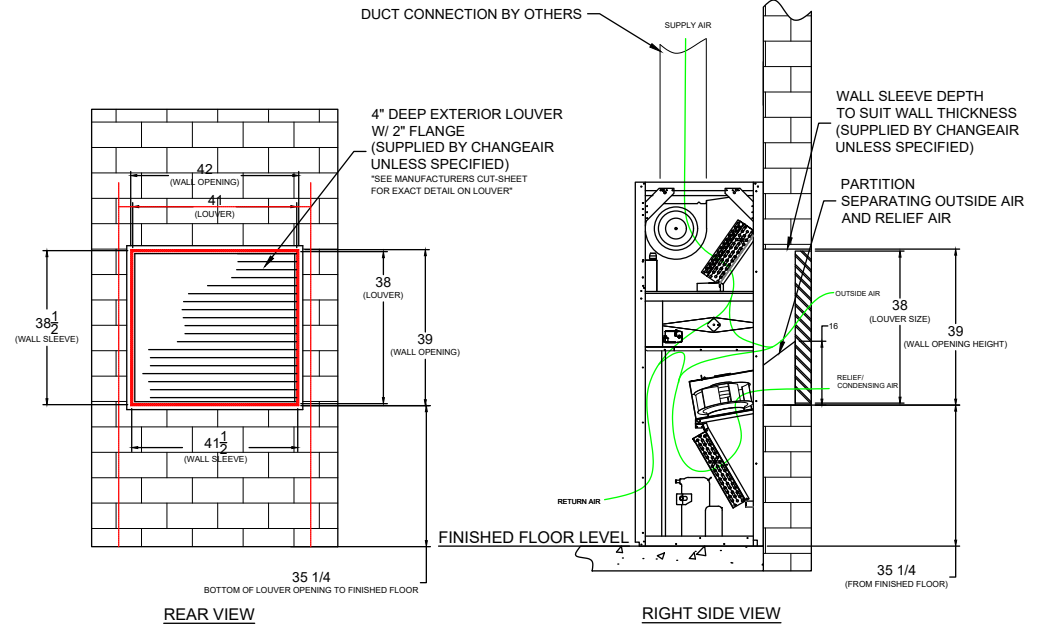 DUCT CONNECTION BY OTHERS
SUPPLY AIR
4" DEEP EXTERIOR LOUVER
W/ 2" FLANGE
(SUPPLIED BY CHANGEAIR
UNLESS SPECIFIED)
"SEE MANUFACTURERS CUT-SHEET
FOR EXACT DETAIL ON LOUVER"
42
(WALL OPENING)
41
(LOUVER)
38 1/2
(WALL SLEEVE)
38
(LOUVER)
39
(WALL OPENING)
41 1/2
(WALL SLEEVE)
35 1/4
BOTTOM OF LOUVER OPENING TO FINISHED FLOOR
REAR VIEW
WALL SLEEVE DEPTH
TO SUIT WALL THICKNESS
(SUPPLIED BY CHANGEAIR
UNLESS SPECIFIED)
PARTITION
SEPARATING OUTSIDE AIR
AND RELIEF AIR
OUTSIDE AIR
16
38
(LOUVER SIZE)
39
(WALL OPENING HEIGHT)
RELIEF/
CONDENSING AIR
RETURN AIR
FINISHED FLOOR LEVEL
35 1/4
(FROM FINISHED FLOOR)
RIGHT SIDE VIEW